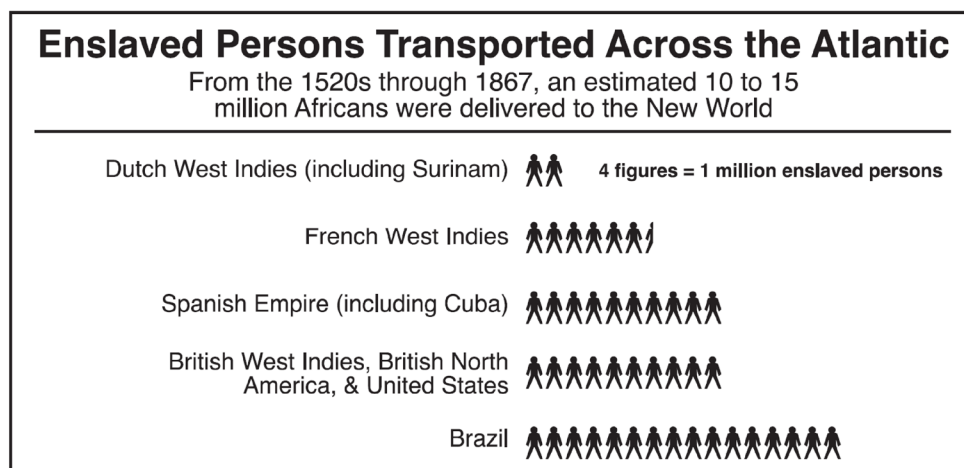 Enslaved Persons Transported Across the Atlantic
From the 1520s through 1867, an estimated 10 to 15
million Africans were delivered to the New World
Dutch West Indies (including Surinam)
4 figures = 1 million enslaved persons
French West Indies
Spanish Empire (including Cuba)
British West Indies, British North
America, & United States
Brazil